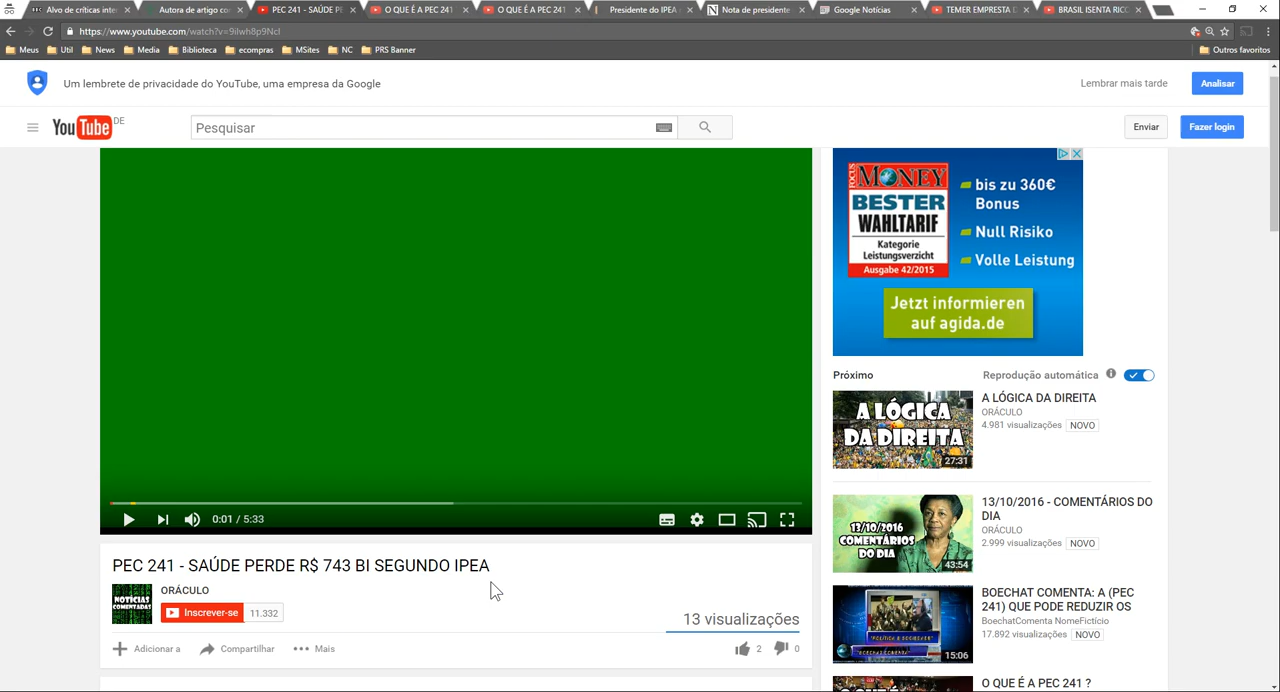 Alvo de críticas inter
Autora de artigo co
PEC 241 - SAÚDE PE
O QUE É A PEC 241
O QUE É A PEC 241
Presidente do IPEA
Nota de presidente
Google Notícias
TEMER EMPRESTA D
BRASIL ISENTA RICO
https://www.youtube.com/watch?v=9ilwh8p9NcI
Meus
Util
News
Media
Biblioteca
ecompras
MSites
NC
PRS Banner
Outros favoritos
Um lembrete de privacidade do YouTube, uma empresa da Google
Lembrar mais tarde
Analisar
YouTube DE
Pesquisar
Enviar
Fazer login
FOCUS MONEY
BESTER
WAHLTARIF
Kategorie
Leistungsverzicht
Ausgabe 42/2015
bis zu 360€
Bonus
Null Risiko
Volle Leistung
Jetzt informieren
auf agida.de
0:01 / 5:33
Próximo
Reprodução automática
A LÓGICA
DA DIREITA
27:31
A LÓGICA DA DIREITA
ORÁCULO
4.981 visualizações NOVO
13/10/2016
COMENTÁRIOS
DO DIA
43:54
13/10/2016 - COMENTÁRIOS DO
DIA
ORÁCULO
2.999 visualizações NOVO
15:06
BOECHAT COMENTA: A (PEC
241) QUE PODE REDUZIR OS
BoechatComenta NomeFictício
17.892 visualizações NOVO
O QUE É A PEC 241 ?
PEC 241 - SAÚDE PERDE R$ 743 BI SEGUNDO IPEA
NOTÍCIAS
COMENTADAS
ORÁCULO
Inscrever-se 11.332
13 visualizações
Adicionar a
Compartilhar
Mais
2
0